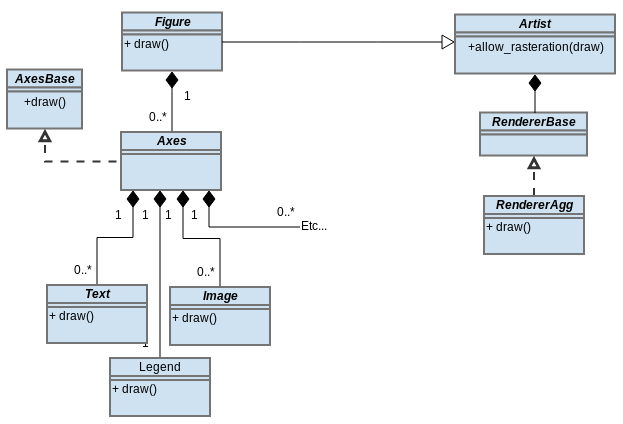 Figure
+ draw()
Artist
+allow_rasteration(draw)
AxesBase
+draw()
1
0..*
RendererBase
Axes
RendererAgg
+ draw()
1
1
1
1
0..*
Etc...
0..*
0..*
Text
+ draw()
Image
+ draw()
1
Legend
+ draw()